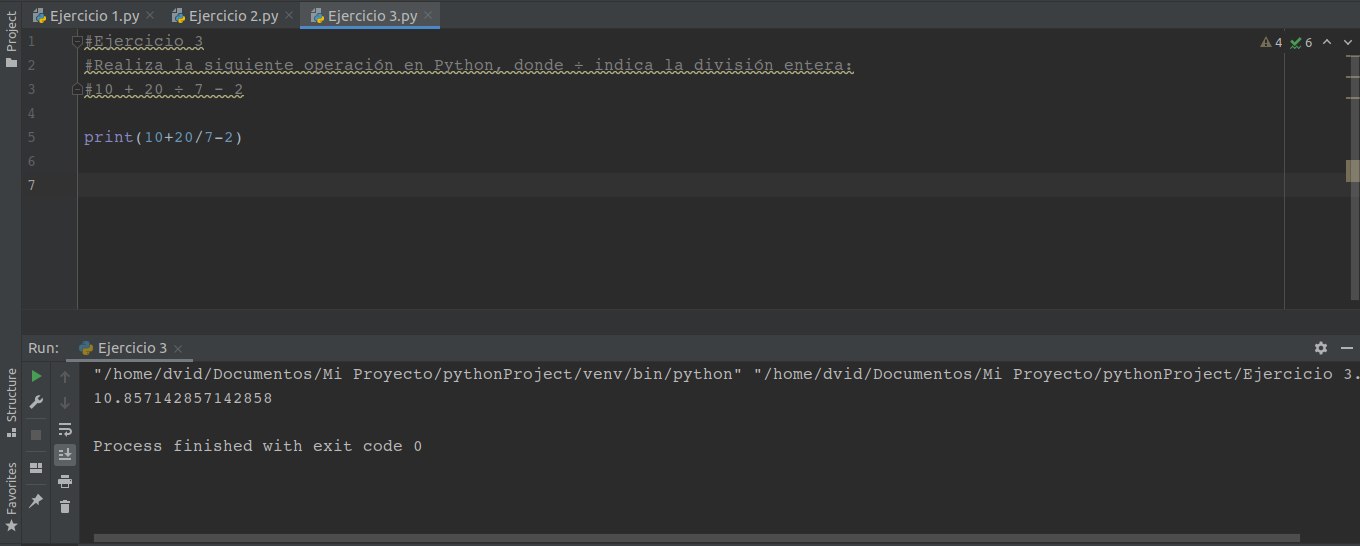 Project
Ejercicio 1.py
Ejercicio 2.py
Ejercicio 3.py
1 #Ejercicio 3
4 6
2 #Realiza la siguiente operación en Python, donde ÷ indica la división entera:
3 #10 + 20 ÷ 7 - 2
4
5 print(10+20/7-2)
6
7
Run: Ejercicio 3
"/home/dvid/Documentos/Mi Proyecto/pythonProject/venv/bin/python" "/home/dvid/Documentos/Mi Proyecto/pythonProject/Ejercicio 3.
10.857142857142858
Process finished with exit code 0
Structure
Favorites